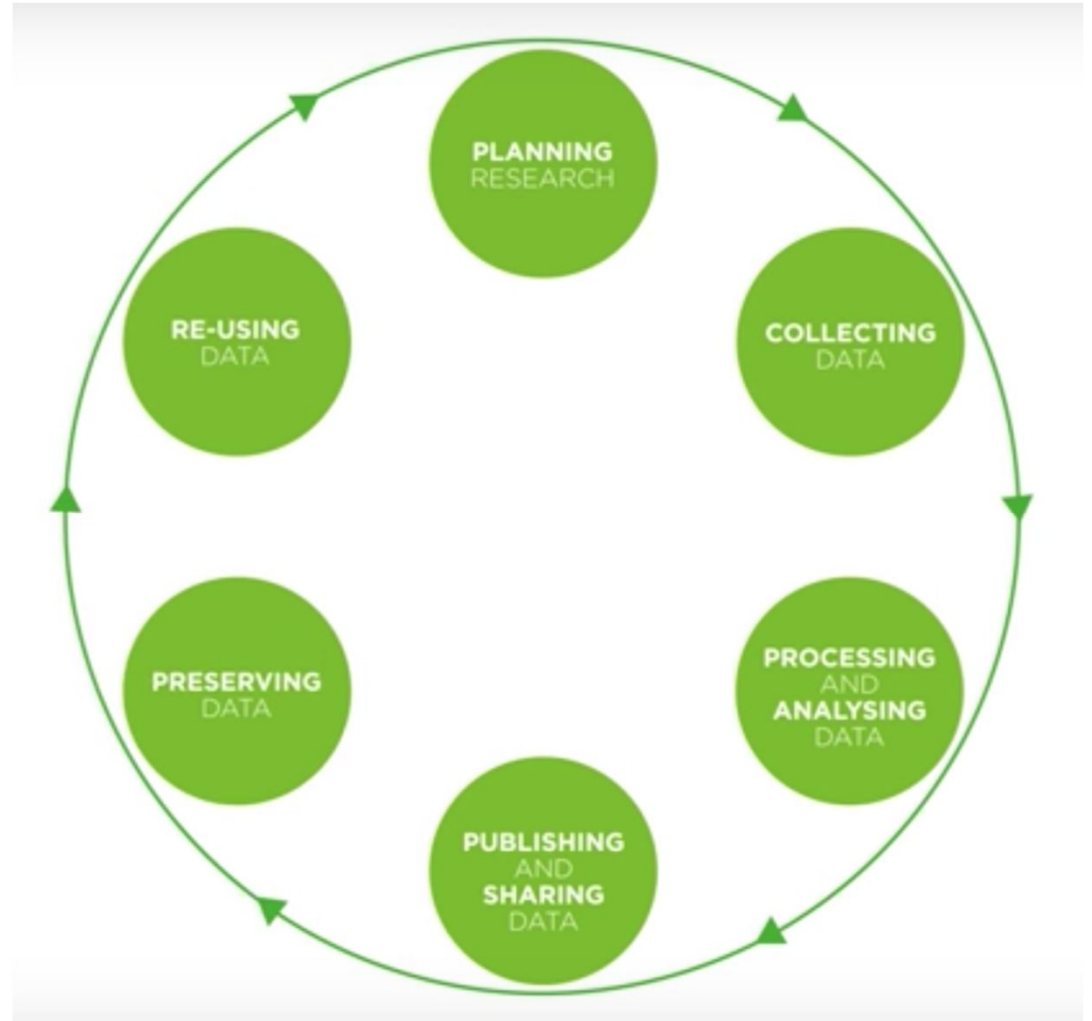 PLANNING
RESEARCH
COLLECTING
DATA
PROCESSING
AND
ANALYSING
DATA
PUBLISHING
AND
SHARING
DATA
PRESERVING
DATA
RE-USING
DATA